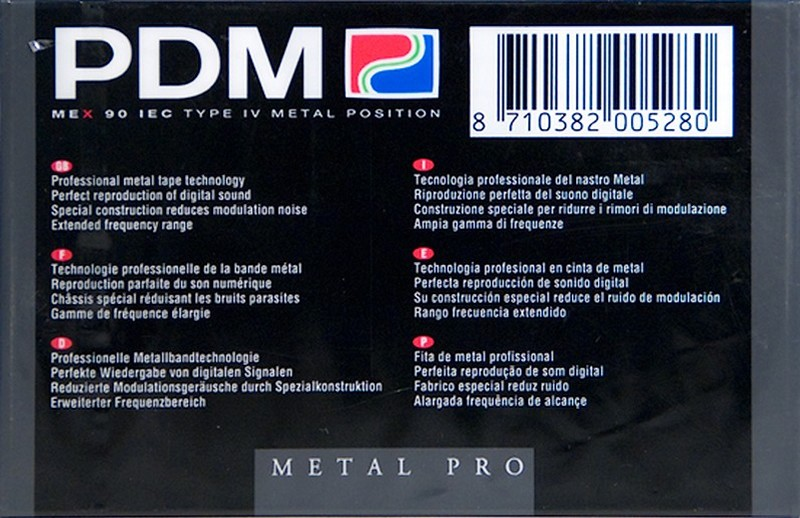 PDM
MEX 90 IEC TYPE IV METAL POSITION
8 710382 005280
GB
Professional metal tape technology
Perfect reproduction of digital sound
Special construction reduces modulation noise
Extended frequency range
F
Technologie professionelle de la bande métal
Reproduction parfaite du son numérique
Châssis spécial réduisant les bruits parasites
Gamme de fréquence élargie
D
Professionelle Metallbandtechnologie
Perfekte Wiedergabe von digitalen Signalen
Reduzierte Modulationsgeräusche durch Spezialkonstruktion
Erweiterter Frequenzbereich
I
Tecnologia professionale del nastro Metal
Riproduzione perfetta del suono digitale
Construzione speciale per ridurre i rimori di modulazione
Ampia gamma di frequenze
E
Technologia profesional en cinta de metal
Perfecta reproducción de sonido digital
Su construcción especial reduce el ruido de modulación
Rango frecuencia extendido
P
Fita de metal profissional
Perfeita reprodução de som digital
Fabrico especial reduz ruido
Alargada frequência de alcançe
METAL PRO